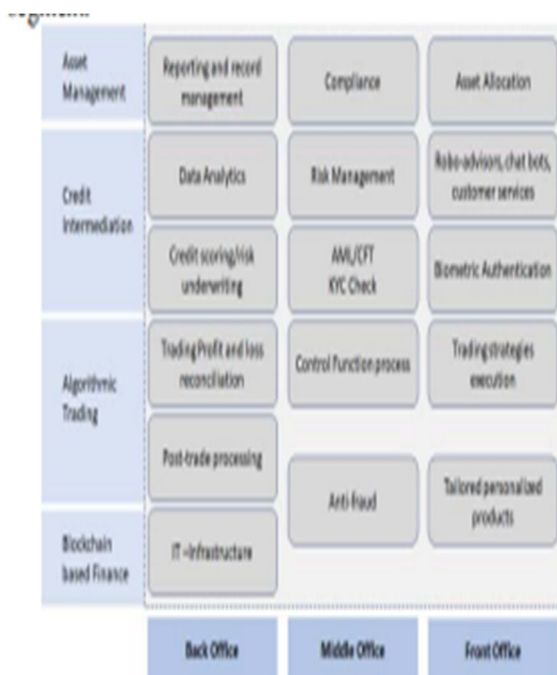 Asset
Management
Reporting and record
management
Compliance
Asset Allocation
Credit
Intermediation
Data Analytics
Risk Management
Robo-advisors, chat bots,
customer services
Credit scoring/risk
underwriting
AML/CFT
KYC Check
Biometric Authentication
Algorithmic
Trading
Trading Profit and loss
reconciliation
Control Function process
Trading strategies
execution
Post-trade processing
Anti-fraud
Tailored personalized
products
Blockchain
based Finance
IT –Infrastructure
Back Office
Middle Office
Front Office